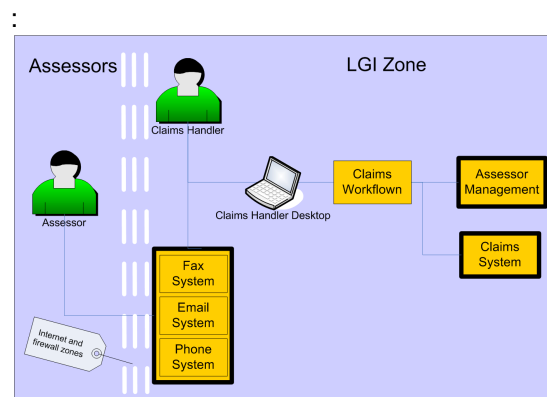 :
Assessors
LGI Zone
Claims Handler
Assessor
Claims Handler Desktop
Claims
Workflown
Assessor
Management
Claims
System
Fax
System
Email
System
Phone
System
Internet and
firewall zones